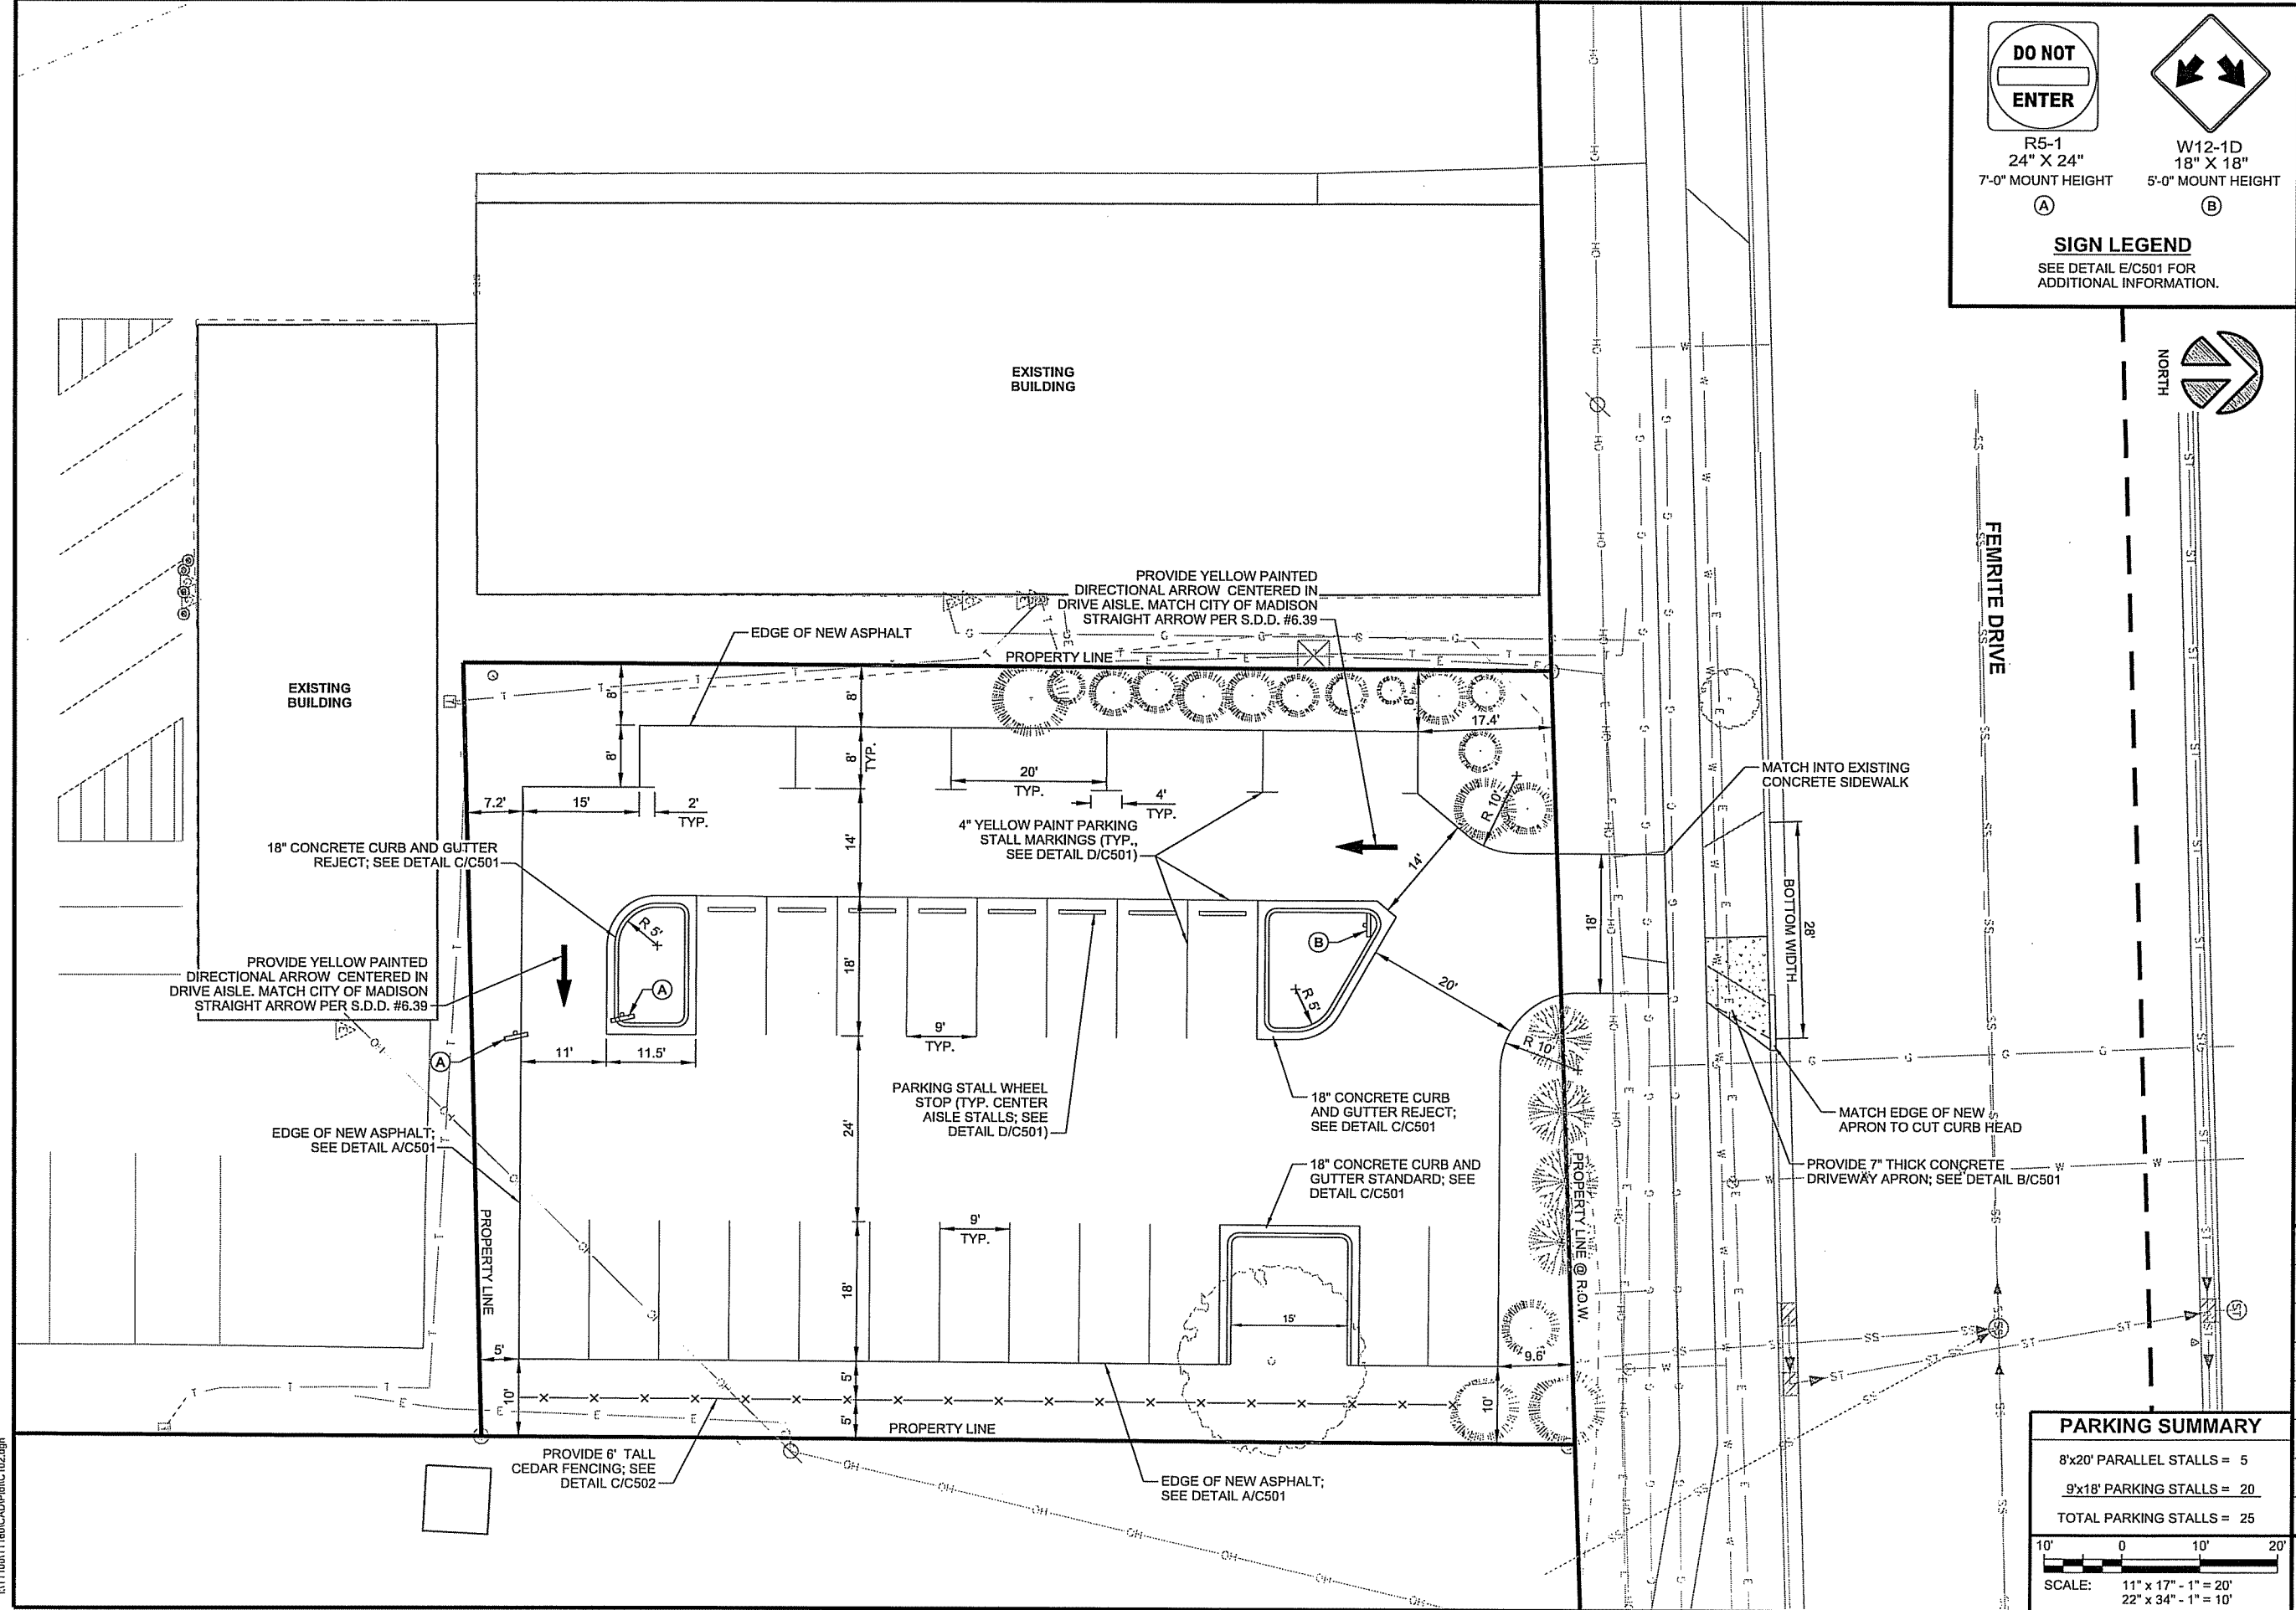 DO NOT
ENTER
R5-1
24" X 24"
7'-0" MOUNT HEIGHT
A
W12-1D
18" X 18"
5'-0" MOUNT HEIGHT
B
SIGN LEGEND
SEE DETAIL E/C501 FOR
ADDITIONAL INFORMATION.
NORTH
FEMRITE DRIVE
EXISTING
BUILDING
EXISTING
BUILDING
PROVIDE YELLOW PAINTED
DIRECTIONAL ARROW CENTERED IN
DRIVE AISLE. MATCH CITY OF MADISON
STRAIGHT ARROW PER S.D.D. #6.39
EDGE OF NEW ASPHALT
PROPERTY LINE
8'
8'
8'
17.4'
8'
8'
TYP.
20'
TYP.
4'
TYP.
7.2'
15'
2'
TYP.
R 10'
MATCH INTO EXISTING
CONCRETE SIDEWALK
4" YELLOW PAINT PARKING
STALL MARKINGS (TYP.,
SEE DETAIL D/C501)
14'
14'
18" CONCRETE CURB AND GUTTER
REJECT; SEE DETAIL C/C501
18'
28'
BOTTOM WIDTH
R 5'
A
B
R 5'
18'
20'
PROVIDE YELLOW PAINTED
DIRECTIONAL ARROW CENTERED IN
DRIVE AISLE. MATCH CITY OF MADISON
STRAIGHT ARROW PER S.D.D. #6.39
A
11'
11.5'
9'
TYP.
R 10'
PARKING STALL WHEEL
STOP (TYP. CENTER
AISLE STALLS; SEE
DETAIL D/C501)
18" CONCRETE CURB
AND GUTTER REJECT;
SEE DETAIL C/C501
MATCH EDGE OF NEW
APRON TO CUT CURB HEAD
24'
EDGE OF NEW ASPHALT;
SEE DETAIL A/C501
18" CONCRETE CURB AND
GUTTER STANDARD; SEE
DETAIL C/C501
PROVIDE 7" THICK CONCRETE
DRIVEWAY APRON; SEE DETAIL B/C501
PROPERTY LINE
PROPERTY LINE @ R.O.W.
9'
TYP.
18'
15'
5'
10'
5'
5'
9.6'
10'
PROPERTY LINE
PROVIDE 6' TALL
CEDAR FENCING; SEE
DETAIL C/C502
EDGE OF NEW ASPHALT;
SEE DETAIL A/C501
PARKING SUMMARY
8'x20' PARALLEL STALLS = 5
9'x18' PARKING STALLS = 20
TOTAL PARKING STALLS = 25
10' 0 10' 20'
SCALE: 11" x 17" - 1" = 20'
22" x 34" - 1" = 10'